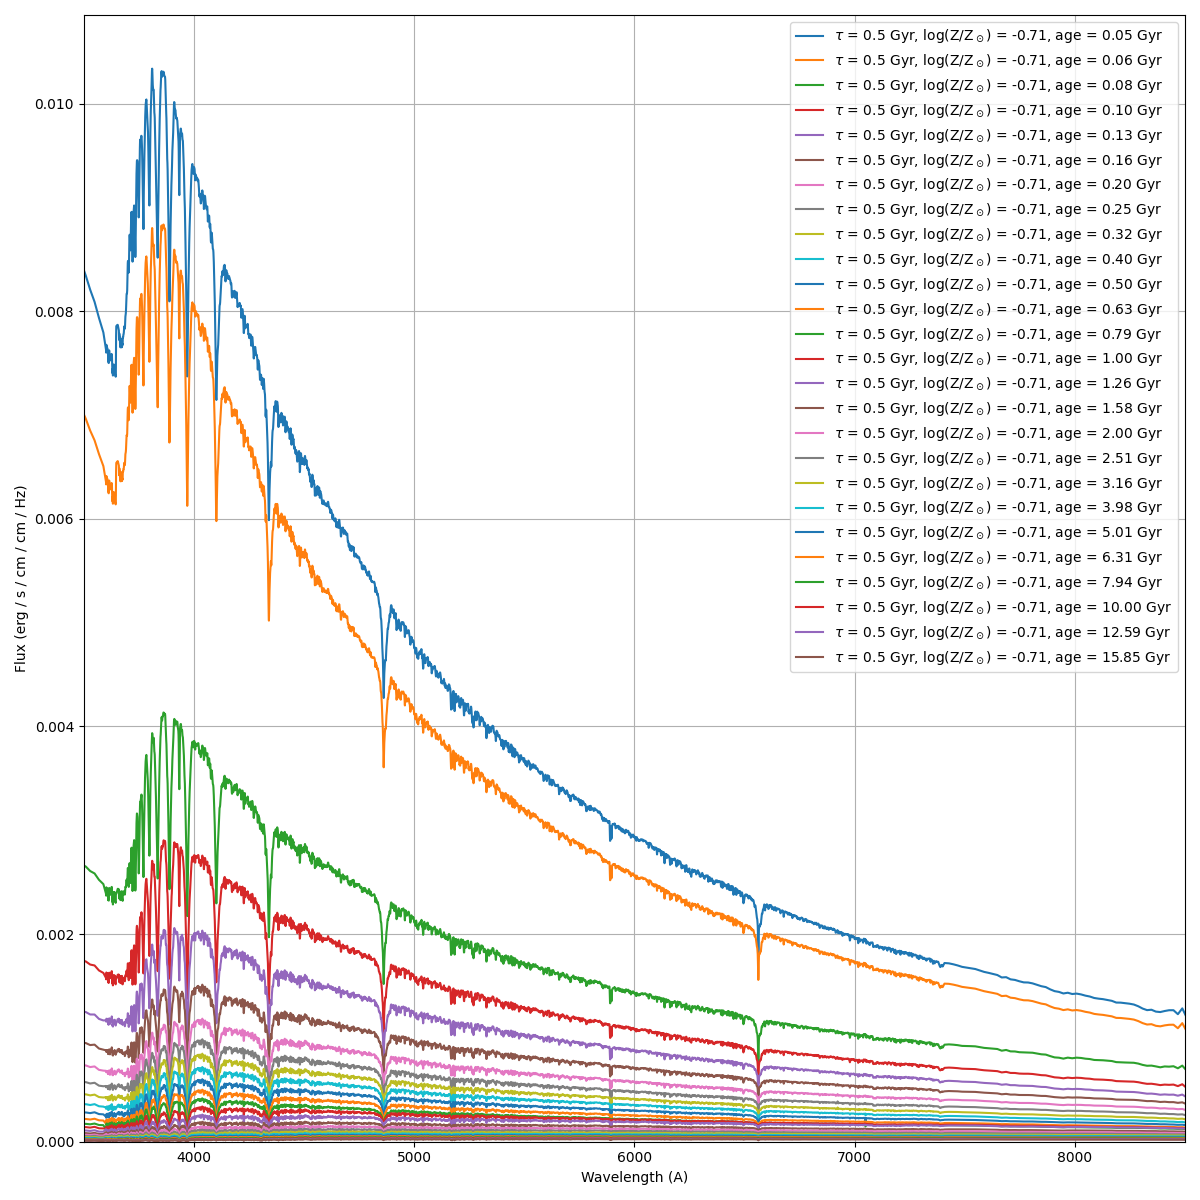 τ = 0.5 Gyr, log(Z/Z⊙) = -0.71, age = 0.05 Gyr
τ = 0.5 Gyr, log(Z/Z⊙) = -0.71, age = 0.06 Gyr
τ = 0.5 Gyr, log(Z/Z⊙) = -0.71, age = 0.08 Gyr
τ = 0.5 Gyr, log(Z/Z⊙) = -0.71, age = 0.10 Gyr
τ = 0.5 Gyr, log(Z/Z⊙) = -0.71, age = 0.13 Gyr
τ = 0.5 Gyr, log(Z/Z⊙) = -0.71, age = 0.16 Gyr
τ = 0.5 Gyr, log(Z/Z⊙) = -0.71, age = 0.20 Gyr
τ = 0.5 Gyr, log(Z/Z⊙) = -0.71, age = 0.25 Gyr
τ = 0.5 Gyr, log(Z/Z⊙) = -0.71, age = 0.32 Gyr
τ = 0.5 Gyr, log(Z/Z⊙) = -0.71, age = 0.40 Gyr
τ = 0.5 Gyr, log(Z/Z⊙) = -0.71, age = 0.50 Gyr
τ = 0.5 Gyr, log(Z/Z⊙) = -0.71, age = 0.63 Gyr
τ = 0.5 Gyr, log(Z/Z⊙) = -0.71, age = 0.79 Gyr
τ = 0.5 Gyr, log(Z/Z⊙) = -0.71, age = 1.00 Gyr
τ = 0.5 Gyr, log(Z/Z⊙) = -0.71, age = 1.26 Gyr
τ = 0.5 Gyr, log(Z/Z⊙) = -0.71, age = 1.58 Gyr
τ = 0.5 Gyr, log(Z/Z⊙) = -0.71, age = 2.00 Gyr
τ = 0.5 Gyr, log(Z/Z⊙) = -0.71, age = 2.51 Gyr
τ = 0.5 Gyr, log(Z/Z⊙) = -0.71, age = 3.16 Gyr
τ = 0.5 Gyr, log(Z/Z⊙) = -0.71, age = 3.98 Gyr
τ = 0.5 Gyr, log(Z/Z⊙) = -0.71, age = 5.01 Gyr
τ = 0.5 Gyr, log(Z/Z⊙) = -0.71, age = 6.31 Gyr
τ = 0.5 Gyr, log(Z/Z⊙) = -0.71, age = 7.94 Gyr
τ = 0.5 Gyr, log(Z/Z⊙) = -0.71, age = 10.00 Gyr
τ = 0.5 Gyr, log(Z/Z⊙) = -0.71, age = 12.59 Gyr
τ = 0.5 Gyr, log(Z/Z⊙) = -0.71, age = 15.85 Gyr
0.010
0.008
0.006
0.004
0.002
0.000
Flux (erg / s / cm / cm / Hz)
4000 5000 6000 7000 8000
Wavelength (A)